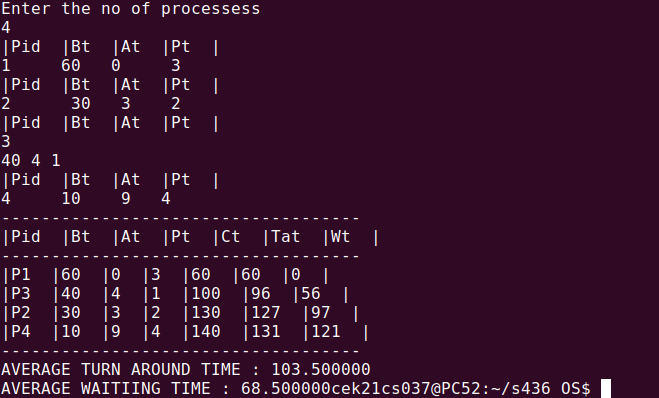 Enter the no of processess
4
|Pid  |Bt  |At  |Pt  |
1     60   0     3
|Pid  |Bt  |At  |Pt  |
2      30   3    2
|Pid  |Bt  |At  |Pt  |
3
40 4 1
|Pid  |Bt  |At  |Pt  |
4     10    9   4
------------------------------------
|Pid  |Bt  |At  |Pt  |Ct  |Tat  |Wt  |
------------------------------------
|P1  |60  |0  |3  |60  |60  |0  |
|P3  |40  |4  |1  |100  |96  |56  |
|P2  |30  |3  |2  |130  |127  |97  |
|P4  |10  |9  |4  |140  |131  |121  |
------------------------------------
AVERAGE TURN AROUND TIME : 103.500000
AVERAGE WAITIING TIME : 68.500000cek21cs037@PC52:~/s436 OS$